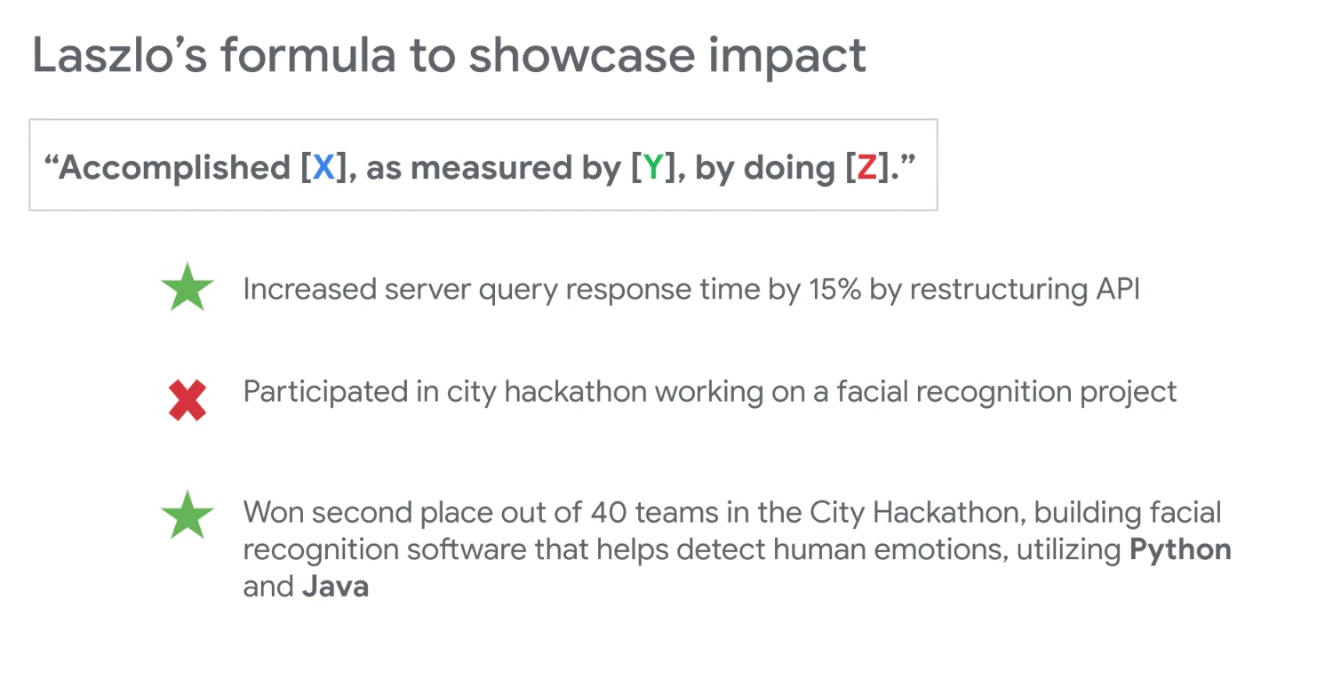 Laszlo’s formula to showcase impact
“Accomplished [X], as measured by [Y], by doing [Z].”
Increased server query response time by 15% by restructuring API
Participated in city hackathon working on a facial recognition project
Won second place out of 40 teams in the City Hackathon, building facial
recognition software that helps detect human emotions, utilizing Python
and Java